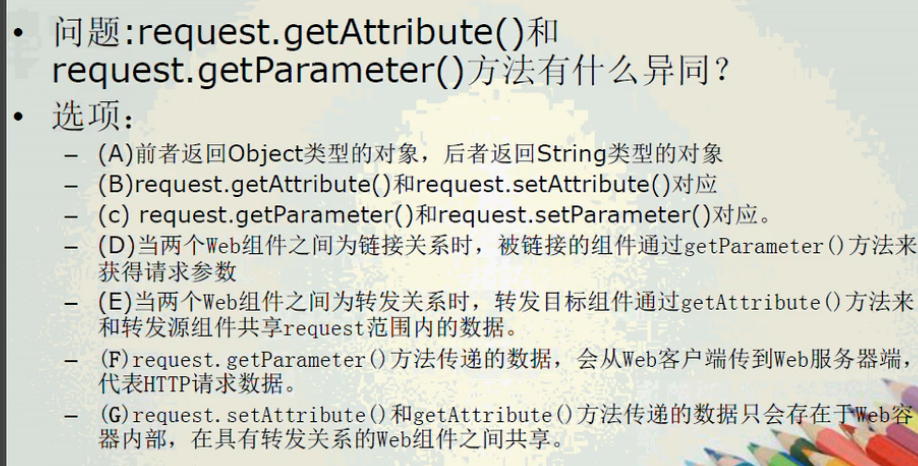 • 问题:request.getAttribute()和
request.getParameter()方法有什么异同？
• 选项：
– (A)前者返回Object类型的对象，后者返回String类型的对象
– (B)request.getAttribute()和request.setAttribute()对应
– (c) request.getParameter()和request.setParameter()对应。
– (D)当两个Web组件之间为链接关系时，被链接的组件通过getParameter()方法来
获得请求参数
– (E)当两个Web组件之间为转发关系时，转发目标组件通过getAttribute()方法来
和转发源组件共享request范围内的数据。
– (F)request.getParameter()方法传递的数据，会从Web客户端传到Web服务器端，
代表HTTP请求数据。
– (G)request.setAttribute()和getAttribute()方法传递的数据只会存在于Web容
器内部，在具有转发关系的Web组件之间共享。